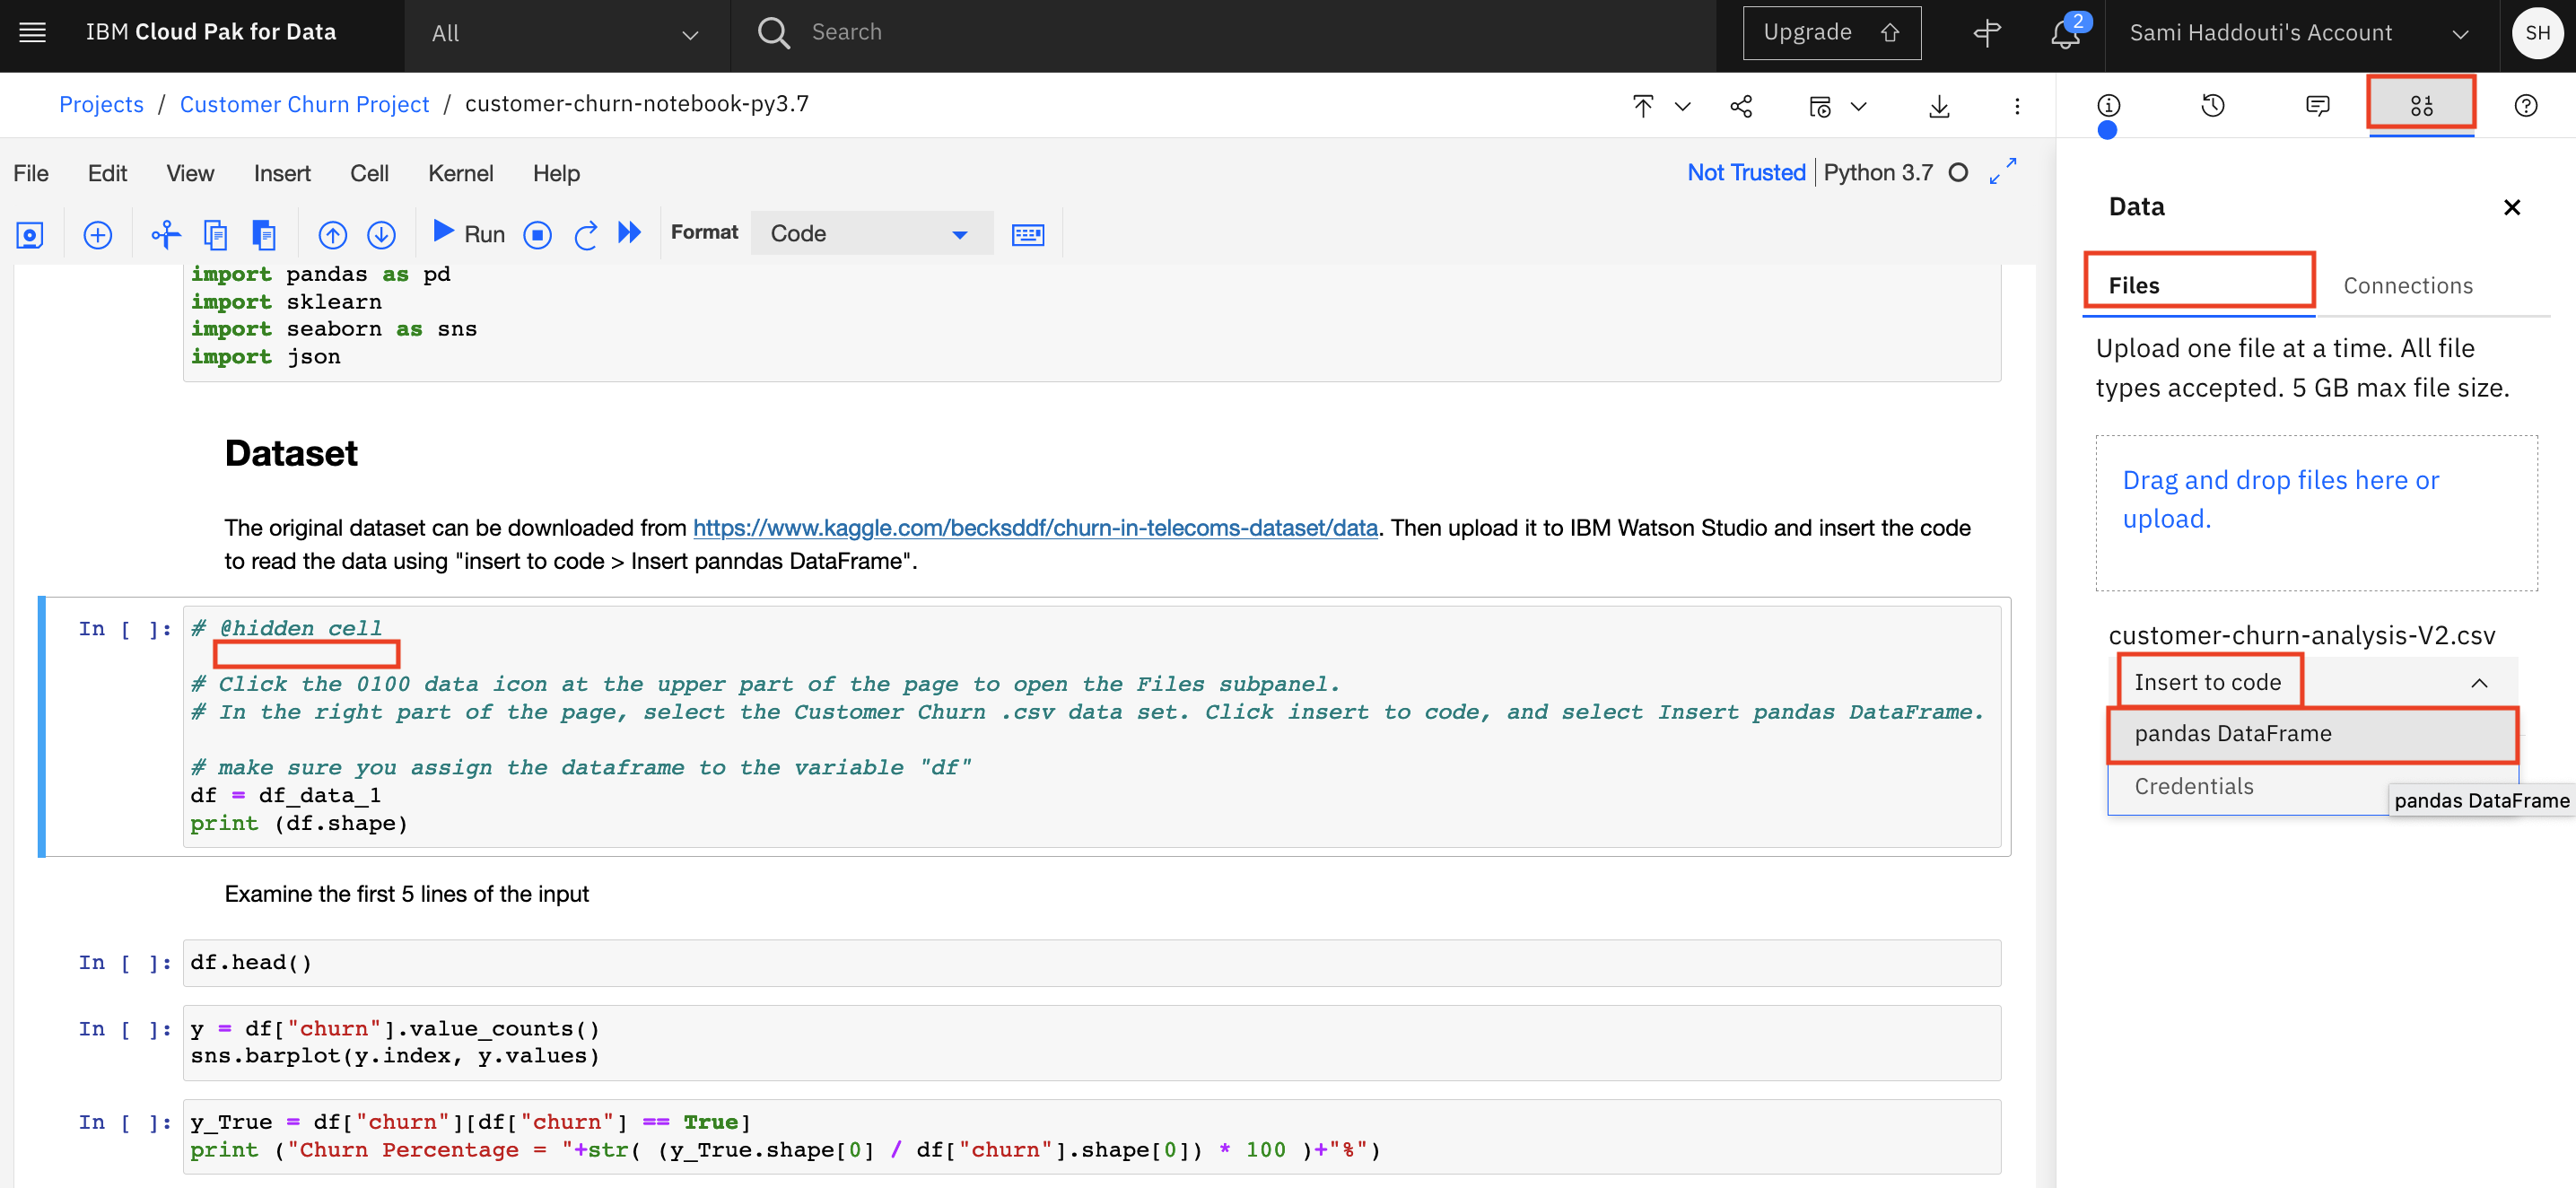 IBM Cloud Pak for Data
All
Search
Upgrade
2
Sami Haddouti's Account
SH
Projects / Customer Churn Project / customer-churn-notebook-py3.7
File Edit View Insert Cell Kernel Help
Not Trusted Python 3.7
Run
Format
Code
import pandas as pd
import sklearn
import seaborn as sns
import json
Dataset
The original dataset can be downloaded from https://www.kaggle.com/becksddf/churn-in-telecoms-dataset/data. Then upload it to IBM Watson Studio and insert the code
to read the data using "insert to code > Insert panndas DataFrame".
In [ ]: # @hidden cell
# Click the 0100 data icon at the upper part of the page to open the Files subpanel.
# In the right part of the page, select the Customer Churn .csv data set. Click insert to code, and select Insert pandas DataFrame.
# make sure you assign the dataframe to the variable "df"
df = df_data_1
print (df.shape)
Examine the first 5 lines of the input
In [ ]: df.head()
In [ ]: y = df["churn"].value_counts()
sns.barplot(y.index, y.values)
In [ ]: y_True = df["churn"][df["churn"] == True]
print ("Churn Percentage = "+str( (y_True.shape[0] / df["churn"].shape[0]) * 100 )+"%")
Data
Files
Connections
Upload one file at a time. All file
types accepted. 5 GB max file size.
Drag and drop files here or
upload.
customer-churn-analysis-V2.csv
Insert to code
pandas DataFrame
Credentials
pandas DataFrame